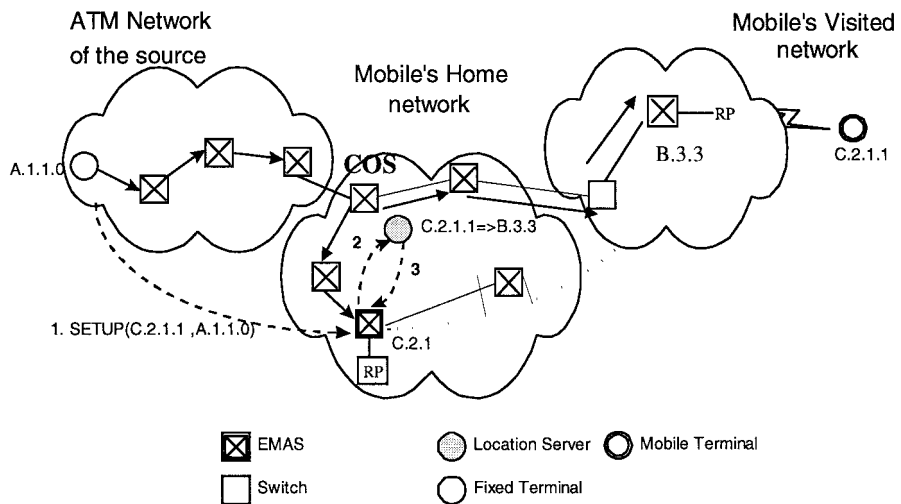 ATM Network
of the source
Mobile's Home
network
Mobile's Visited
network
A.1.1.0
COS
RP
B.3.3
C.2.1.1
C.2.1.1=>B.3.3
2
3
1. SETUP(C.2.1.1 ,A.1.1.0)
C.2.1
RP
EMAS
Location Server
Mobile Terminal
Switch
Fixed Terminal